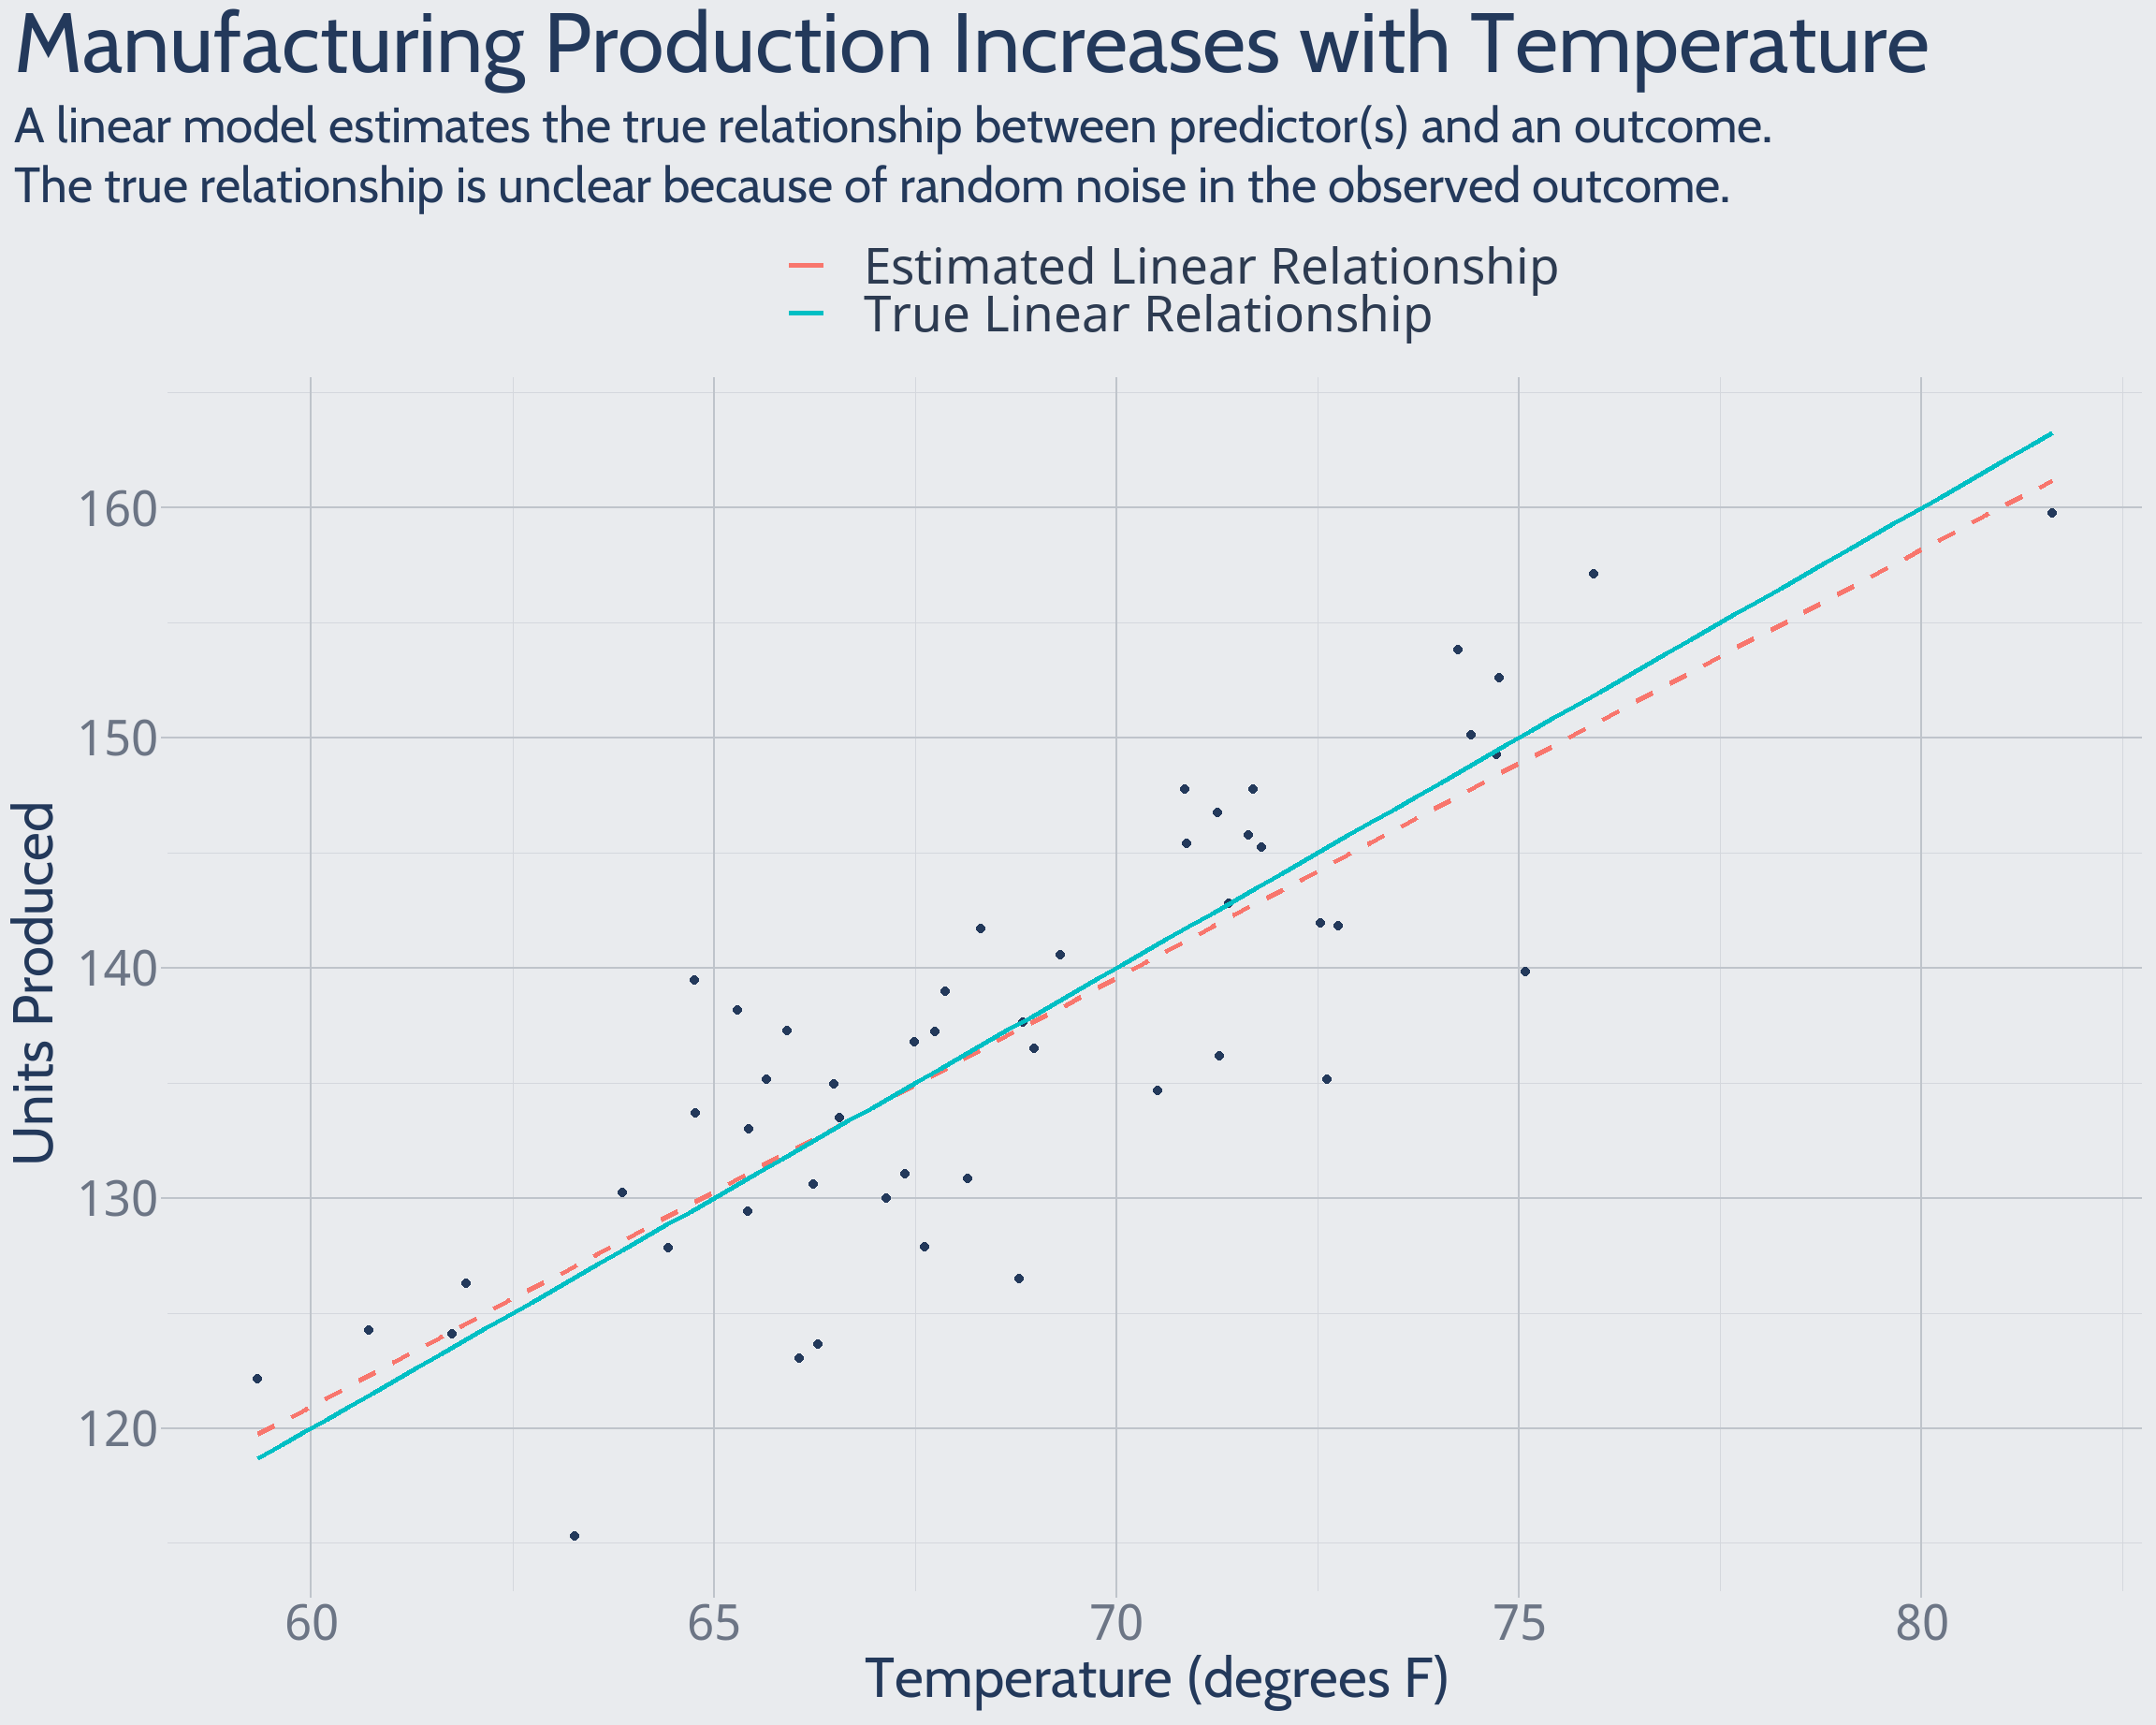 Manufacturing Production Increases with Temperature
A linear model estimates the true relationship between predictor(s) and an outcome.
The true relationship is unclear because of random noise in the observed outcome.
Estimated Linear Relationship
True Linear Relationship
160
150
140
130
120
Units Produced
60 65 70 75 80
Temperature (degrees F)